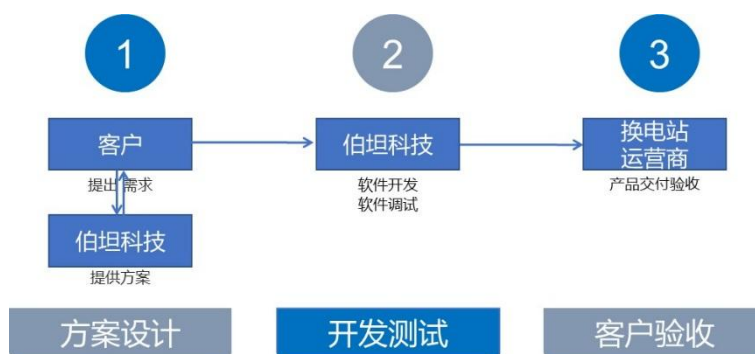 1
2
3
客户
提出 需求
伯坦科技
提供方案
伯坦科技
软件开发
软件调试
换电站
运营商
产品交付验收
方案设计
开发测试
客户验收